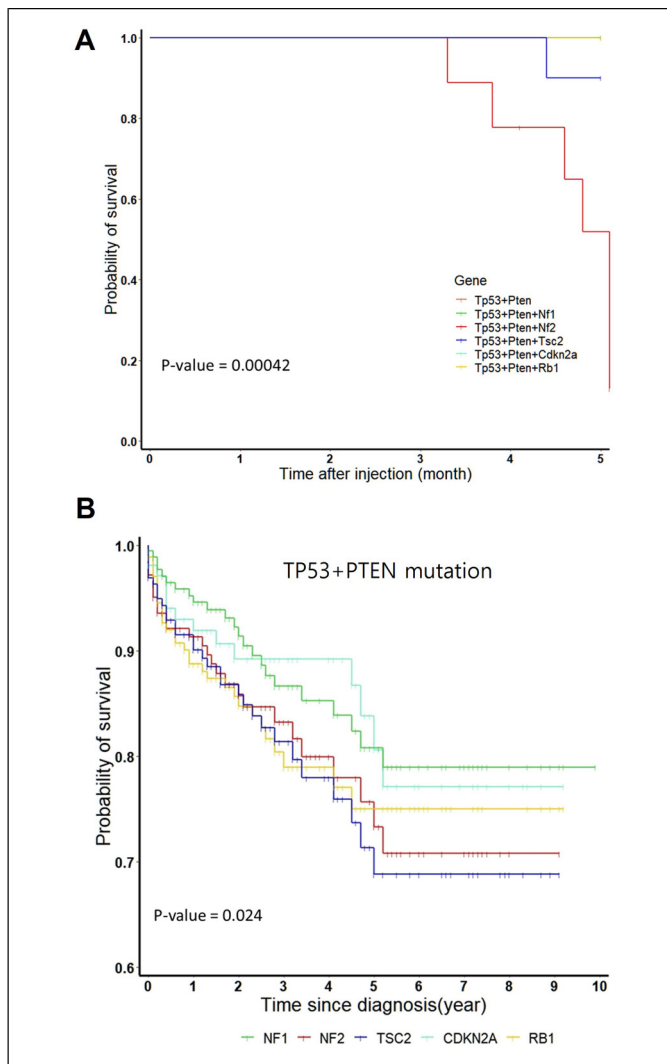 A
1.0
0.8
0.6
0.4
0.2
0.0
Probability of survival
Gene
Tp53+Pten
Tp53+Pten+Nf1
Tp53+Pten+Nf2
Tp53+Pten+Tsc2
Tp53+Pten+Cdkn2a
Tp53+Pten+Rb1
P-value = 0.00042
0 1 2 3 4 5
Time after injection (month)
B
TP53+PTEN mutation
1.0
0.9
0.8
0.7
0.6
Probability of survival
P-value = 0.024
0 1 2 3 4 5 6 7 8 9 10
Time since diagnosis(year)
NF1 NF2 TSC2 CDKN2A RB1